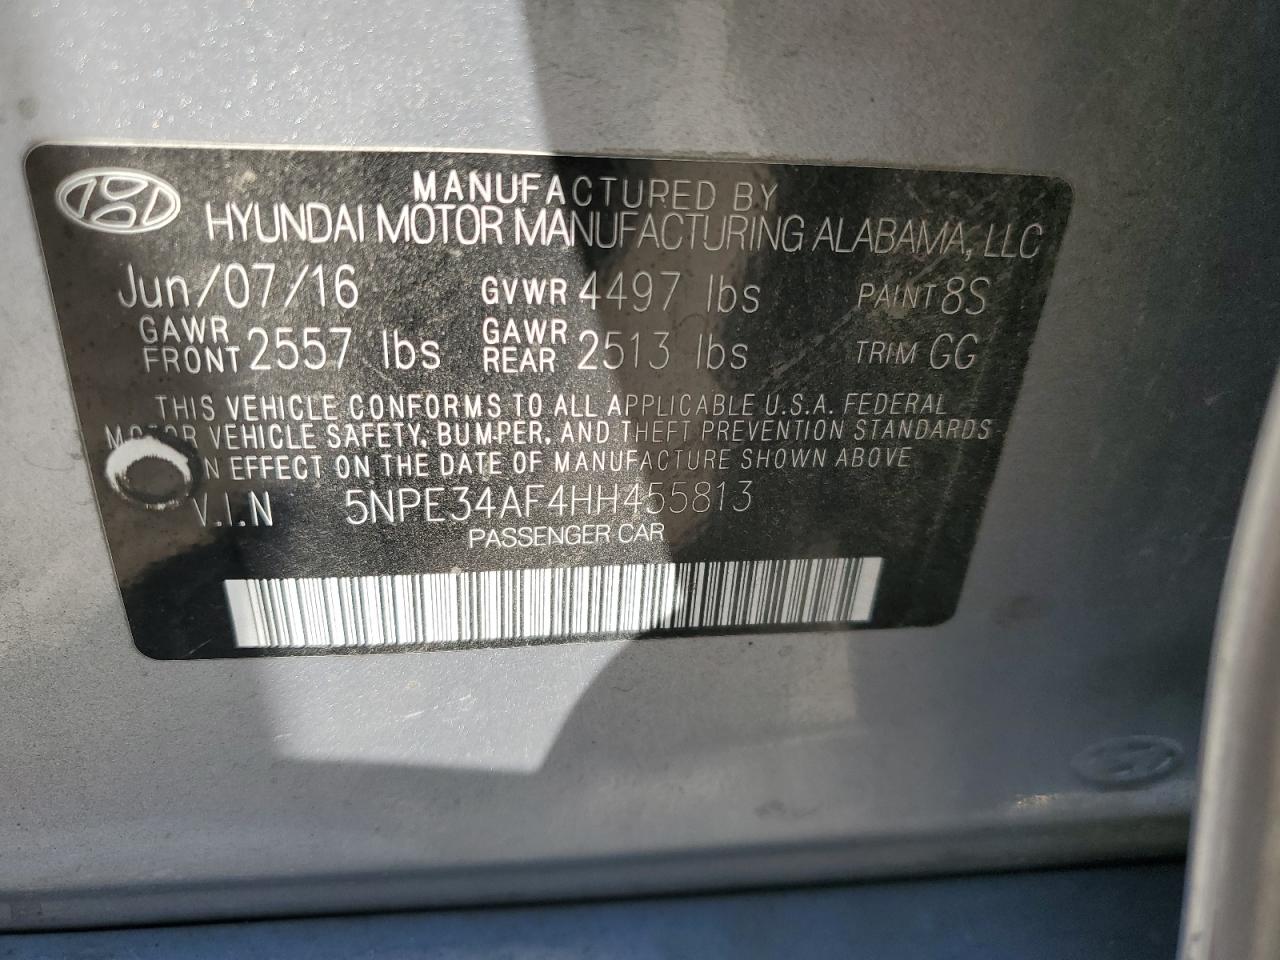 MANUFACTURED BY
HYUNDAI MOTOR MANUFACTURING ALABAMA, LLC
Jun/07/16 GVWR 4497 lbs PAINT 8S
GAWR FRONT 2557 lbs GAWR REAR 2513 lbs TRIM GG
THIS VEHICLE CONFORMS TO ALL APPLICABLE U.S.A. FEDERAL
MOTOR VEHICLE SAFETY, BUMPER, AND THEFT PREVENTION STANDARDS
N EFFECT ON THE DATE OF MANUFACTURE SHOWN ABOVE
V.I.N 5NPE34AF4HH455813
PASSENGER CAR